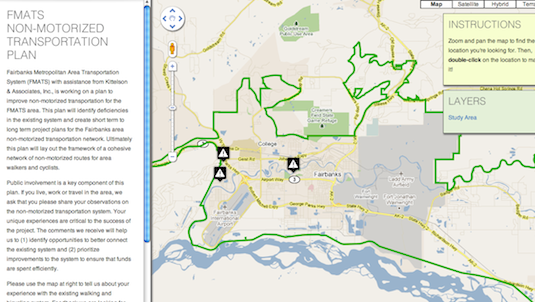 FMATS
NON-MOTORIZED
TRANSPORTATION
PLAN
Fairbanks Metropolitan Area Transportation
System (FMATS) with assistance from Kittelson
& Associates, Inc., is working on a plan to
improve non-motorized transportation for the
FMATS area. This plan will identify deficiencies
in the existing system and create short term to
long term project plans for the Fairbanks area
non-motorized transportation network. Ultimately
this plan will lay out the framework of a cohesive
network of non-motorized routes for area
walkers and cyclists.
Public involvement is a key component of this
plan. If you live, work or travel in the area, we
ask that you please share your observations on
the non-motorized transportation system. Your
unique experiences are critical to the success of
the project. The comments we receive will help
us to (1) identify opportunities to better connect
the existing system and (2) prioritize
improvements to the system to ensure that funds
are spent efficiently.
Please use the map at right to tell us about your
experience with the existing walking and
Map
Satellite
Hybrid
INSTRUCTIONS
Zoom and pan the map to find the
location you're looking for. Then,
double-click on the location to
LAYERS
Study Area
Goldstream
Public Use Area
Creamers
Field State
Game Refuge
College
Fairbanks
3
Fairbanks
International
Airport
Fort Jonathan
Wainwright